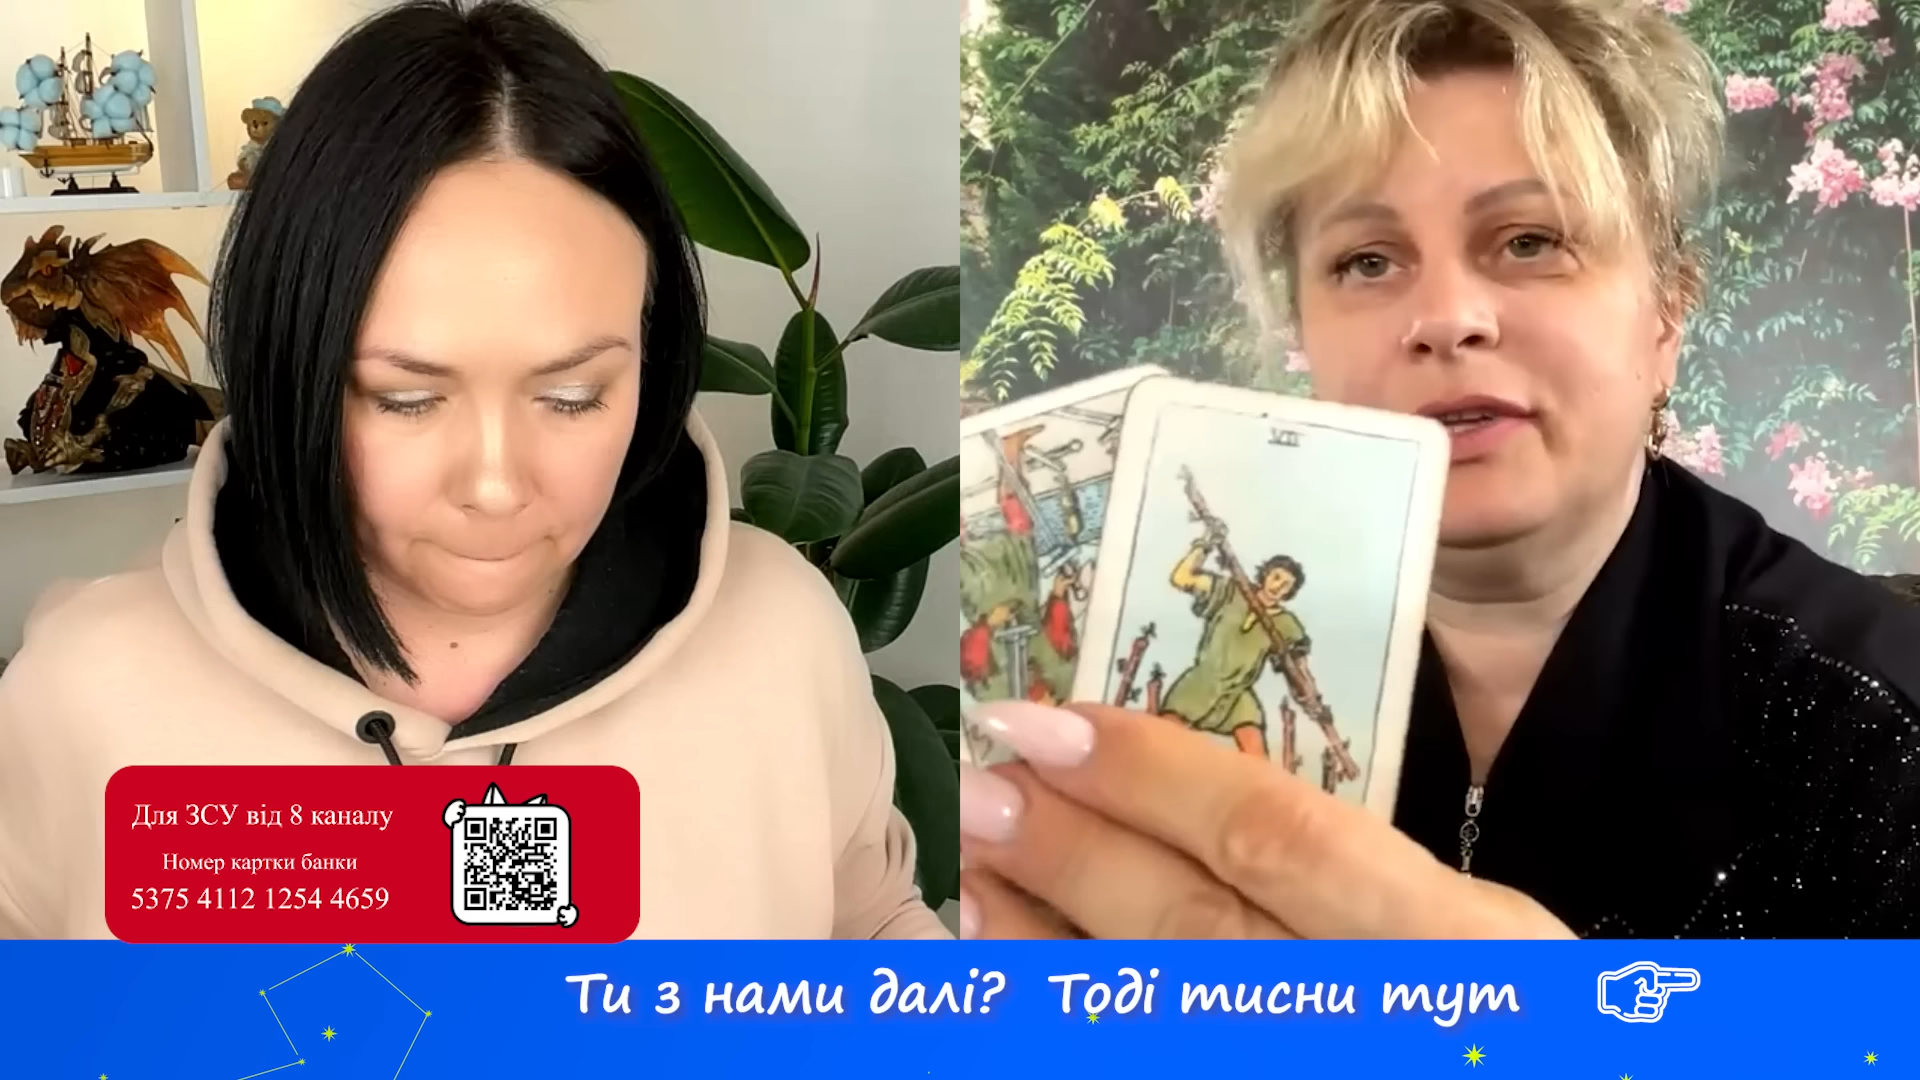 VII
Для ЗСУ від 8 каналу
Номер картки банки
5375 4112 1254 4659
Ти з нами далі? Тоді тисни тут